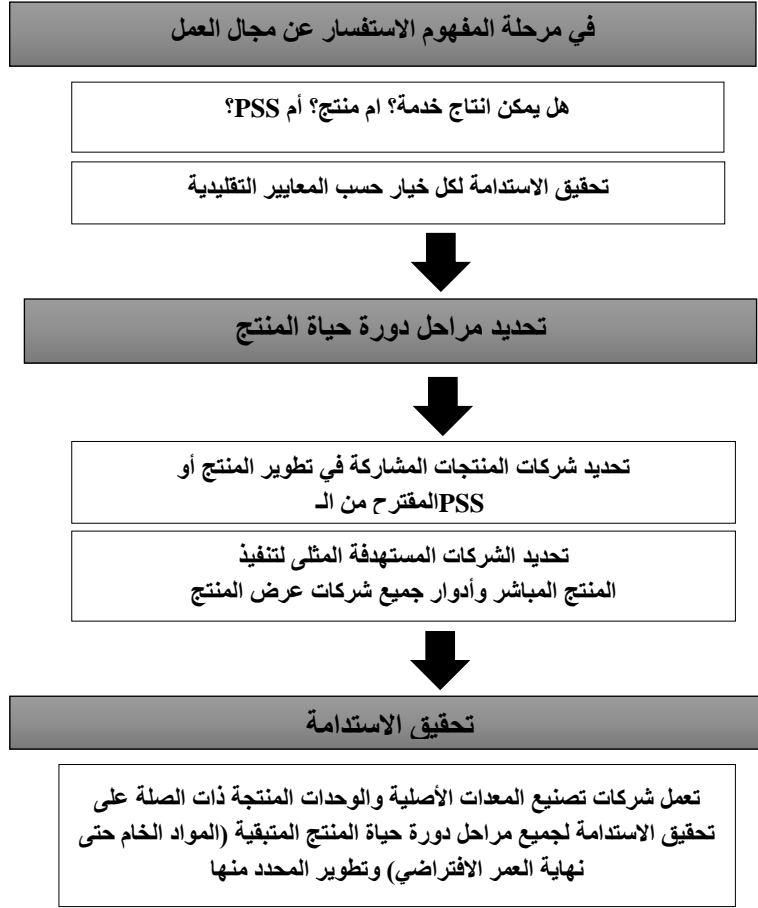 في مرحلة المفهوم الاستفسار عن مجال العمل
هل يمكن انتاج خدمة؟ ام منتج؟ أم PSS؟
تحقيق الاستدامة لكل خيار حسب المعايير التقليدية
تحديد مراحل دورة حياة المنتج
تحديد شركات المنتجات المشاركة في تطوير المنتج أو
PSSالمقترح من الـ
تحديد الشركات المستهدفة المثلى لتنفيذ
المنتج المباشر وأدوار جميع شركات عرض المنتج
تحقيق الاستدامة
تعمل شركات تصنيع المعدات الأصلية والوحدات المنتجة ذات الصلة على
تحقيق الاستدامة لجميع مراحل دورة حياة المنتج المتبقية (المواد الخام حتى
نهاية العمر الافتراضي) وتطوير المحدد منها